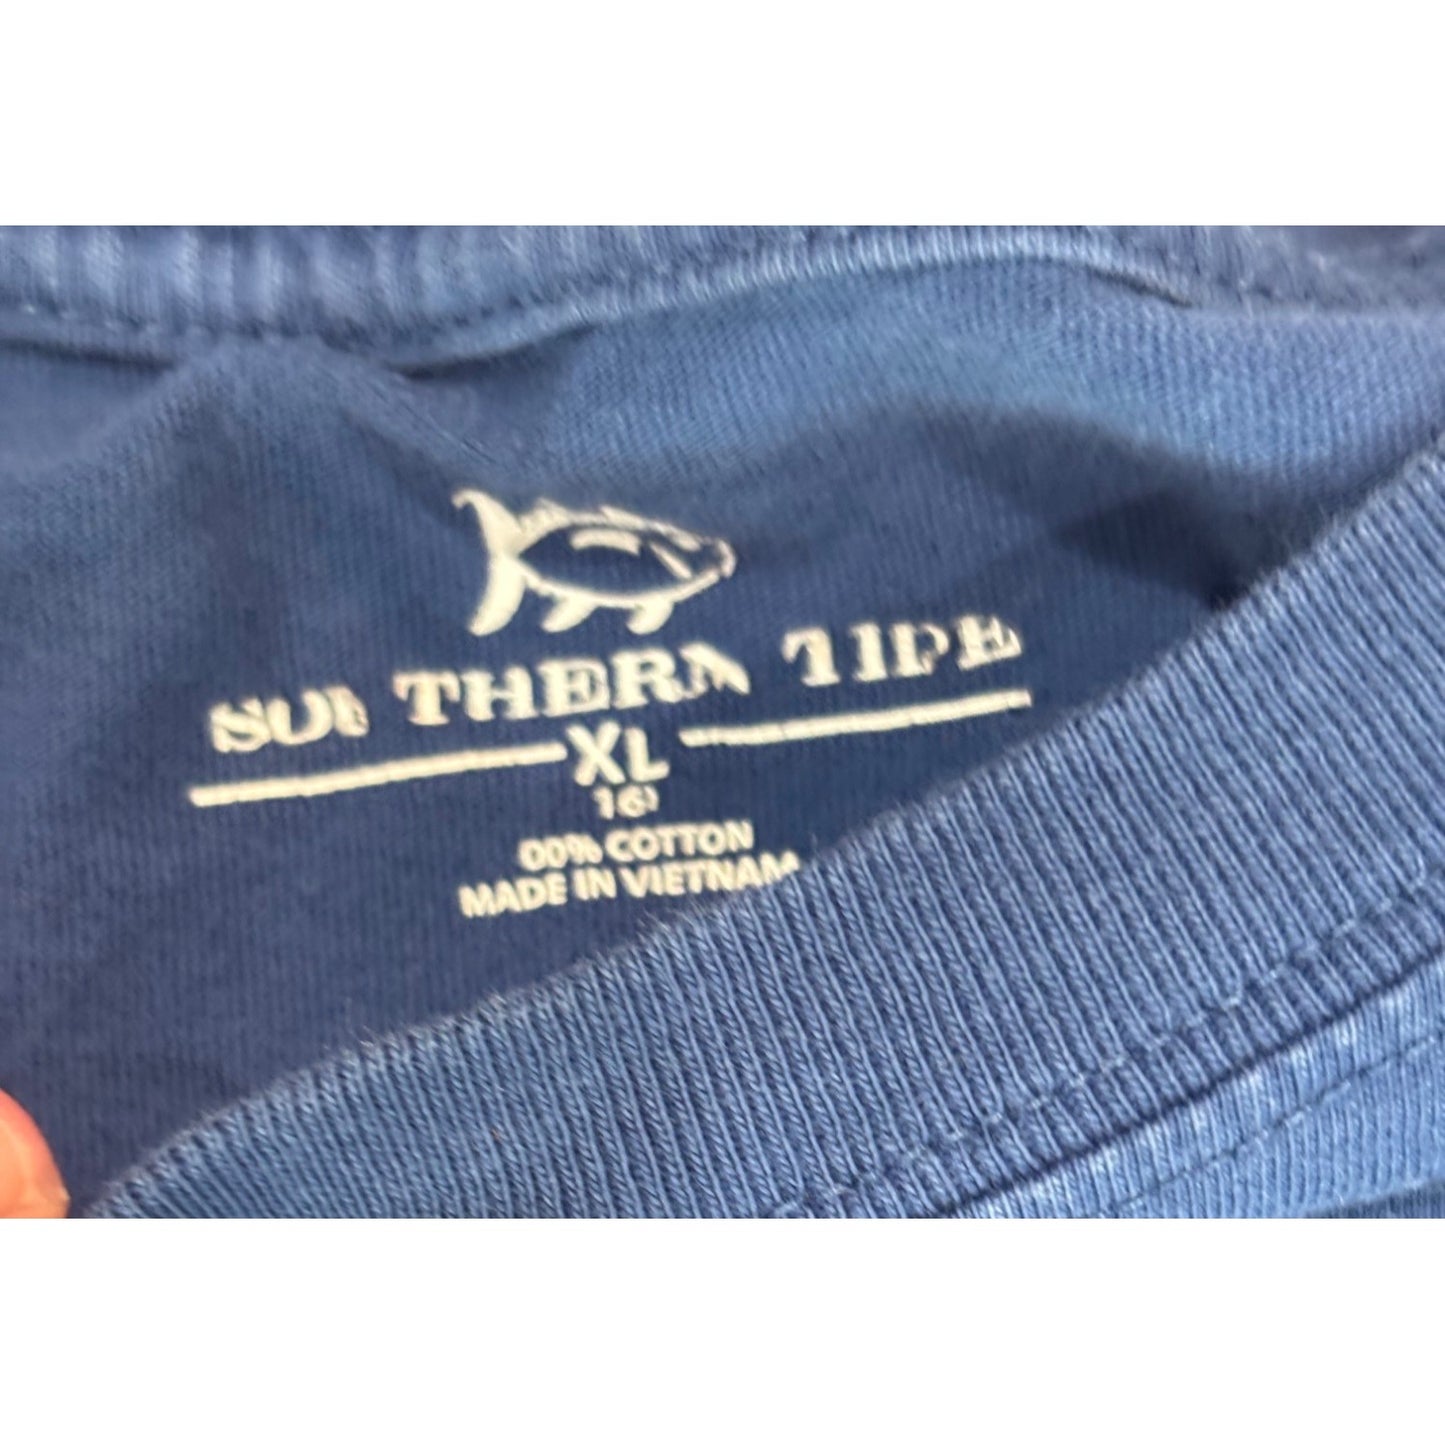 SOUTHERN TIDE
XL
16
00% COTTON
MADE IN VIETNAM